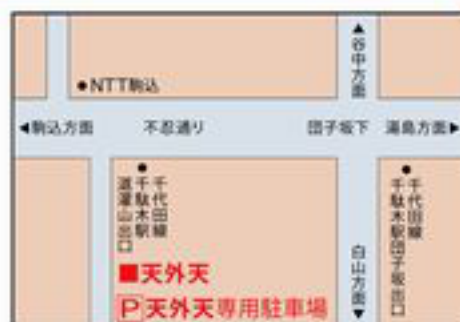 ▲谷中方面
●NTT駒込
◀駒込方面
不忍通り
団子坂下
湯島方面▶
千代田線
千駄木駅
道灌山出口
千代田線
千駄木駅団子坂出口
■天外天
P天外天専用駐車場
白山方面▼